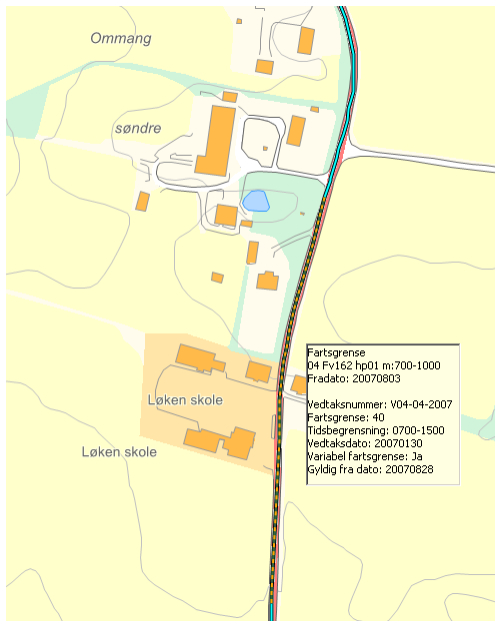 Ommang
søndre
Fartsgrense
04 Fv162 hp01 m:700-1000
Fradato: 20070803
Vedtaksnummer: V04-04-2007
Fartsgrense: 40
Tidsbegrensning: 0700-1500
Vedtaksdato: 20070130
Variabel fartsgrense: Ja
Gyldig fra dato: 20070828
Løken skole
Løken skole